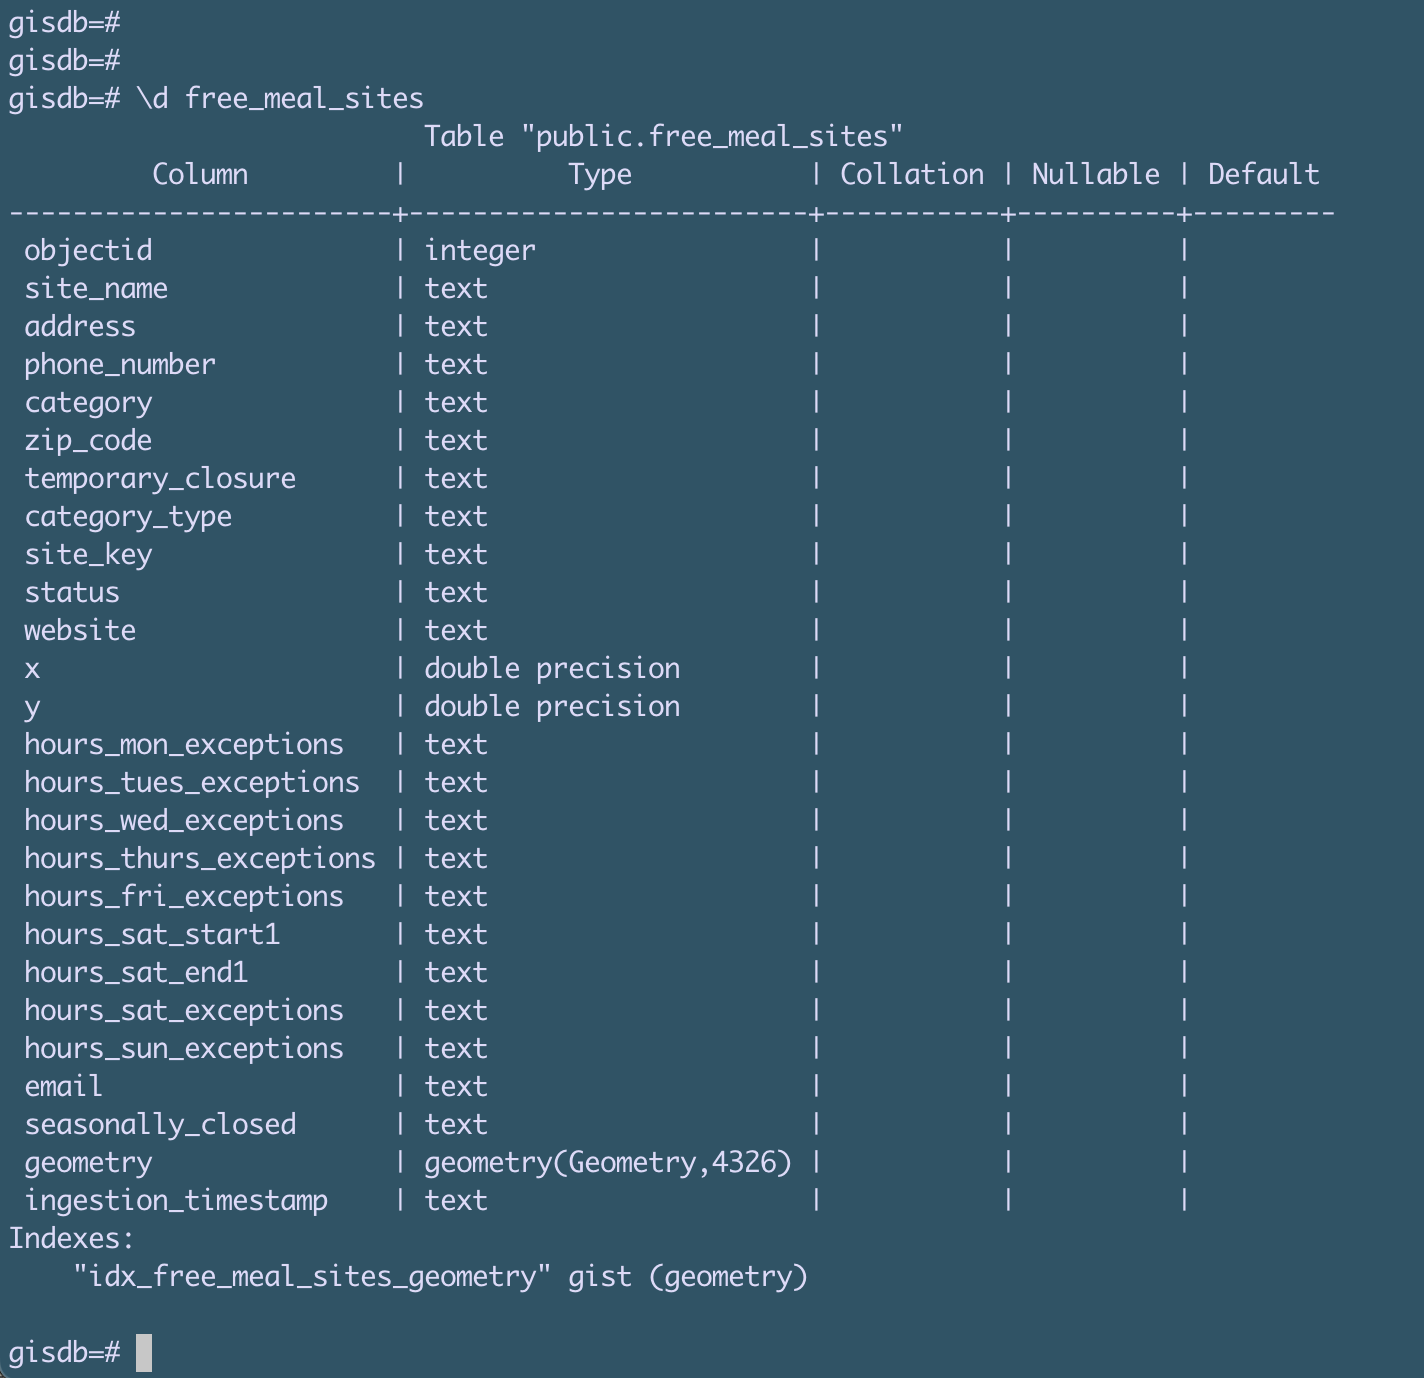 gisdb=#
gisdb=#
gisdb=# \d free_meal_sites
                          Table "public.free_meal_sites"
         Column         |          Type           | Collation | Nullable | Default
------------------------+-------------------------+-----------+----------+---------
 objectid               | integer                 |           |          |
 site_name              | text                    |           |          |
 address                | text                    |           |          |
 phone_number           | text                    |           |          |
 category               | text                    |           |          |
 zip_code               | text                    |           |          |
 temporary_closure      | text                    |           |          |
 category_type          | text                    |           |          |
 site_key               | text                    |           |          |
 status                 | text                    |           |          |
 website                | text                    |           |          |
 x                      | double precision        |           |          |
 y                      | double precision        |           |          |
 hours_mon_exceptions   | text                    |           |          |
 hours_tues_exceptions  | text                    |           |          |
 hours_wed_exceptions   | text                    |           |          |
 hours_thurs_exceptions | text                    |           |          |
 hours_fri_exceptions   | text                    |           |          |
 hours_sat_start1       | text                    |           |          |
 hours_sat_end1         | text                    |           |          |
 hours_sat_exceptions   | text                    |           |          |
 hours_sun_exceptions   | text                    |           |          |
 email                  | text                    |           |          |
 seasonally_closed      | text                    |           |          |
 geometry               | geometry(Geometry,4326) |           |          |
 ingestion_timestamp    | text                    |           |          |
Indexes:
    "idx_free_meal_sites_geometry" gist (geometry)

gisdb=#